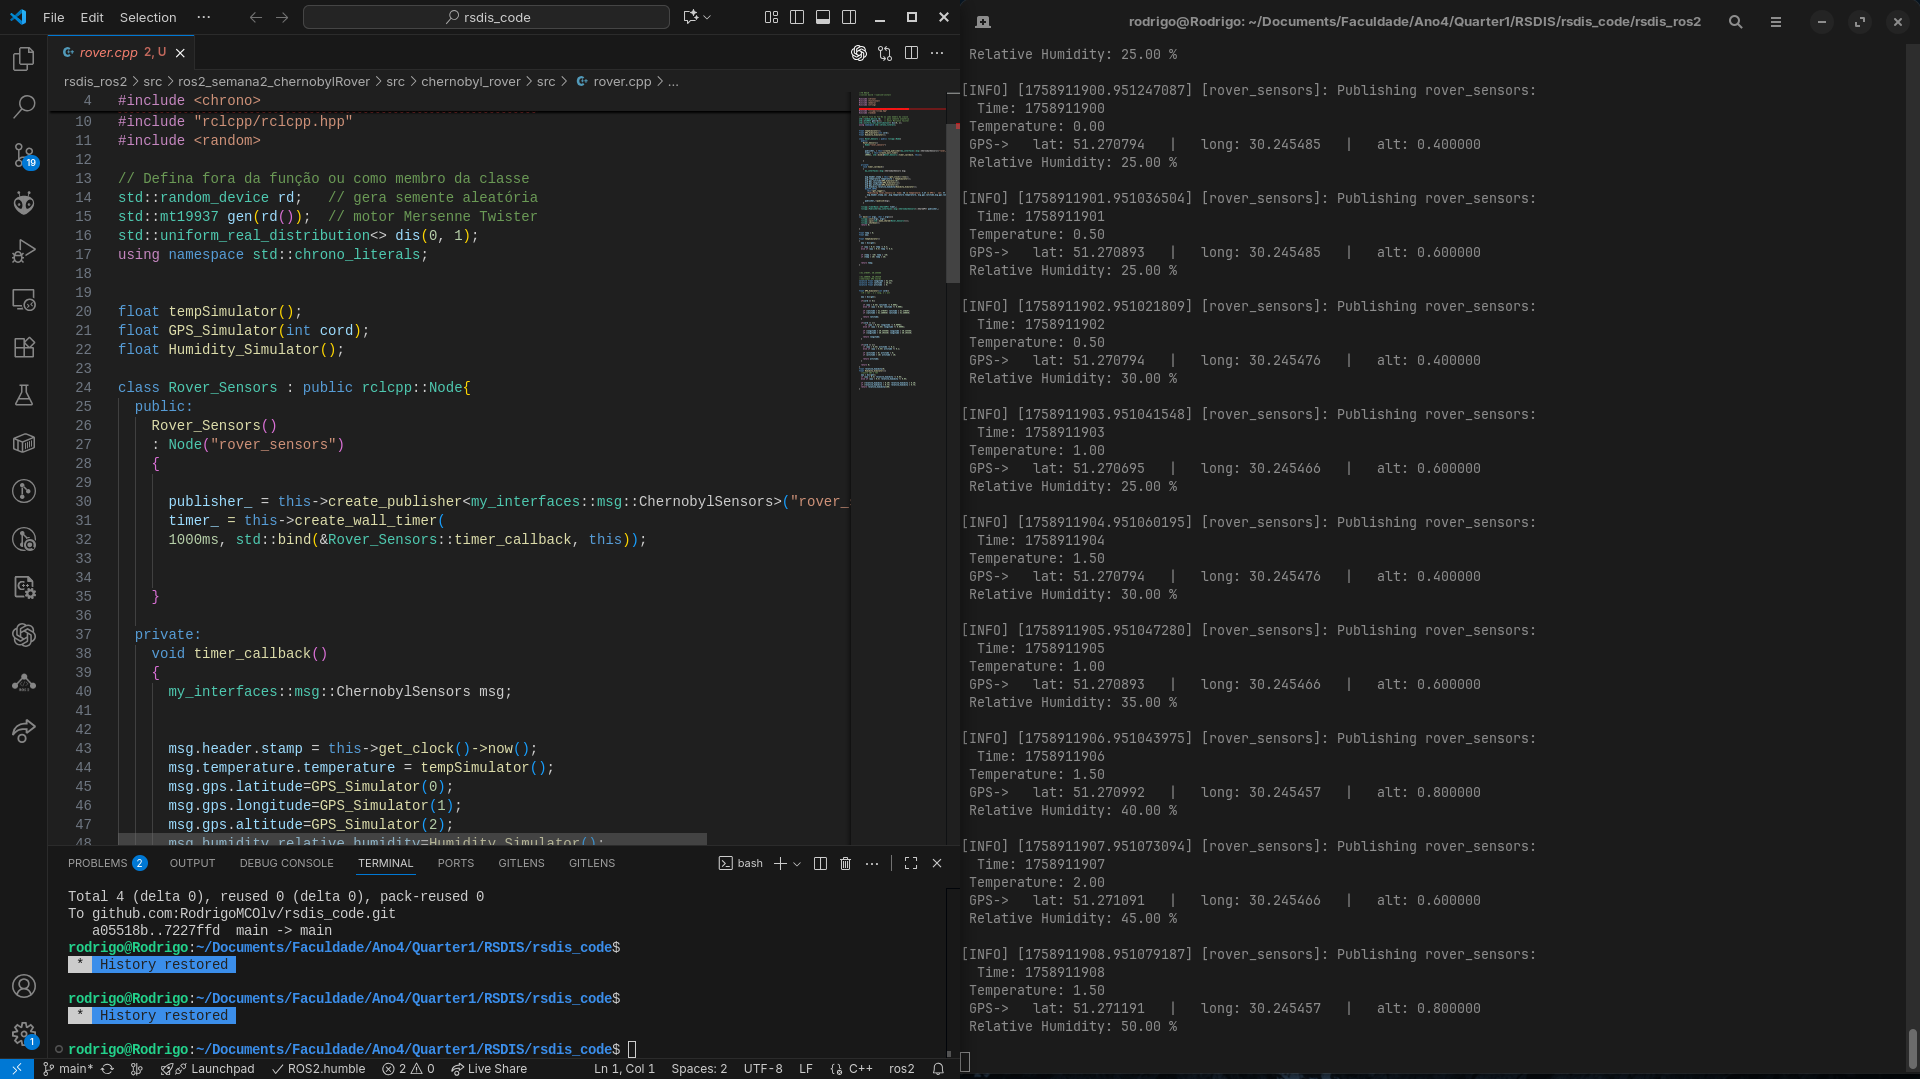 File Edit Selection ···
rsdis_code
rover.cpp 2, U
rsdis_ros2 > src > ros2_semana2_chernobylRover > src > chernobyl_rover > src > rover.cpp > ...
4 #include <chrono>
10 #include "rclcpp/rclcpp.hpp"
11 #include <random>
12
13 // Defina fora da função ou como membro da classe
14 std::random_device rd;   // gera semente aleatória
15 std::mt19937 gen(rd());  // motor Mersenne Twister
16 std::uniform_real_distribution<> dis(0, 1);
17 using namespace std::chrono_literals;
18
19
20 float tempSimulator();
21 float GPS_Simulator(int cord);
22 float Humidity_Simulator();
23
24 class Rover_Sensors : public rclcpp::Node{
25 public:
26 Rover_Sensors()
27 : Node("rover_sensors")
28 {
29
30 publisher_ = this->create_publisher<my_interfaces::msg::ChernobylSensors>("rover_
31 timer_ = this->create_wall_timer(
32 1000ms, std::bind(&Rover_Sensors::timer_callback, this));
33
34
35 }
36
37 private:
38 void timer_callback()
39 {
40 my_interfaces::msg::ChernobylSensors msg;
41
42
43 msg.header.stamp = this->get_clock()->now();
44 msg.temperature.temperature = tempSimulator();
45 msg.gps.latitude=GPS_Simulator(0);
46 msg.gps.longitude=GPS_Simulator(1);
47 msg.gps.altitude=GPS_Simulator(2);
48 msg.humidity.relative_humidity=Humidity_Simulator();
PROBLEMS 2 OUTPUT DEBUG CONSOLE TERMINAL PORTS GITLENS GITLENS
bash
Total 4 (delta 0), reused 0 (delta 0), pack-reused 0
To github.com:RodrigoMCOlv/rsdis_code.git
a05518b..7227ffd  main -> main
rodrigo@Rodrigo:~/Documents/Faculdade/Ano4/Quarter1/RSDIS/rsdis_code$
* History restored
rodrigo@Rodrigo:~/Documents/Faculdade/Ano4/Quarter1/RSDIS/rsdis_code$
* History restored
rodrigo@Rodrigo:~/Documents/Faculdade/Ano4/Quarter1/RSDIS/rsdis_code$
19
1
main* Launchpad ROS2.humble 2 0 Live Share Ln 1, Col 1 Spaces: 2 UTF-8 LF {} C++ ros2
rodrigo@Rodrigo: ~/Documents/Faculdade/Ano4/Quarter1/RSDIS/rsdis_code/rsdis_ros2
Relative Humidity: 25.00 %
[INFO] [1758911900.951247087] [rover_sensors]: Publishing rover_sensors:
Time: 1758911900
Temperature: 0.00
GPS->   lat: 51.270794   |   long: 30.245485   |   alt: 0.400000
Relative Humidity: 25.00 %
[INFO] [1758911901.951036504] [rover_sensors]: Publishing rover_sensors:
Time: 1758911901
Temperature: 0.50
GPS->   lat: 51.270893   |   long: 30.245485   |   alt: 0.600000
Relative Humidity: 25.00 %
[INFO] [1758911902.951021809] [rover_sensors]: Publishing rover_sensors:
Time: 1758911902
Temperature: 0.50
GPS->   lat: 51.270794   |   long: 30.245476   |   alt: 0.400000
Relative Humidity: 30.00 %
[INFO] [1758911903.951041548] [rover_sensors]: Publishing rover_sensors:
Time: 1758911903
Temperature: 1.00
GPS->   lat: 51.270695   |   long: 30.245466   |   alt: 0.600000
Relative Humidity: 25.00 %
[INFO] [1758911904.951060195] [rover_sensors]: Publishing rover_sensors:
Time: 1758911904
Temperature: 1.50
GPS->   lat: 51.270794   |   long: 30.245476   |   alt: 0.400000
Relative Humidity: 30.00 %
[INFO] [1758911905.951047280] [rover_sensors]: Publishing rover_sensors:
Time: 1758911905
Temperature: 1.00
GPS->   lat: 51.270893   |   long: 30.245466   |   alt: 0.600000
Relative Humidity: 35.00 %
[INFO] [1758911906.951043975] [rover_sensors]: Publishing rover_sensors:
Time: 1758911906
Temperature: 1.50
GPS->   lat: 51.270992   |   long: 30.245457   |   alt: 0.800000
Relative Humidity: 40.00 %
[INFO] [1758911907.951073094] [rover_sensors]: Publishing rover_sensors:
Time: 1758911907
Temperature: 2.00
GPS->   lat: 51.271091   |   long: 30.245466   |   alt: 0.600000
Relative Humidity: 45.00 %
[INFO] [1758911908.951079187] [rover_sensors]: Publishing rover_sensors:
Time: 1758911908
Temperature: 1.50
GPS->   lat: 51.271191   |   long: 30.245457   |   alt: 0.800000
Relative Humidity: 50.00 %